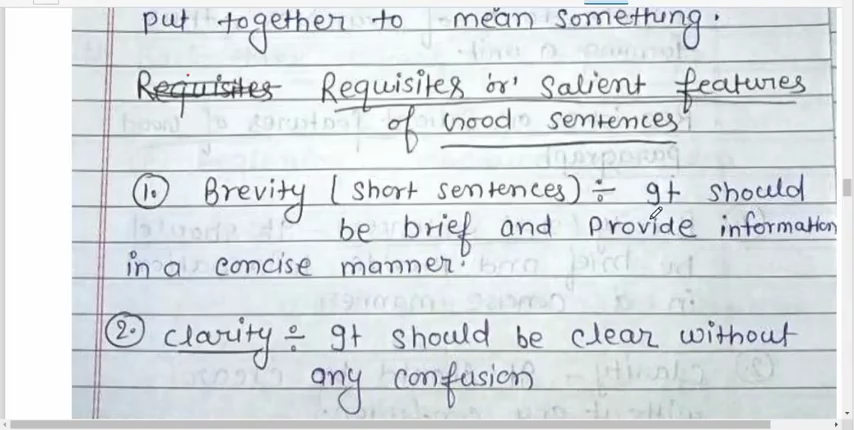 put together to mean something.
Requisites Requisites 'or' Salient features
of Good sentences
1. Brevity (short sentences) ÷ It should
be brief and provide information
in a concise manner.
2. clarity ÷ It should be clear without
any confusion